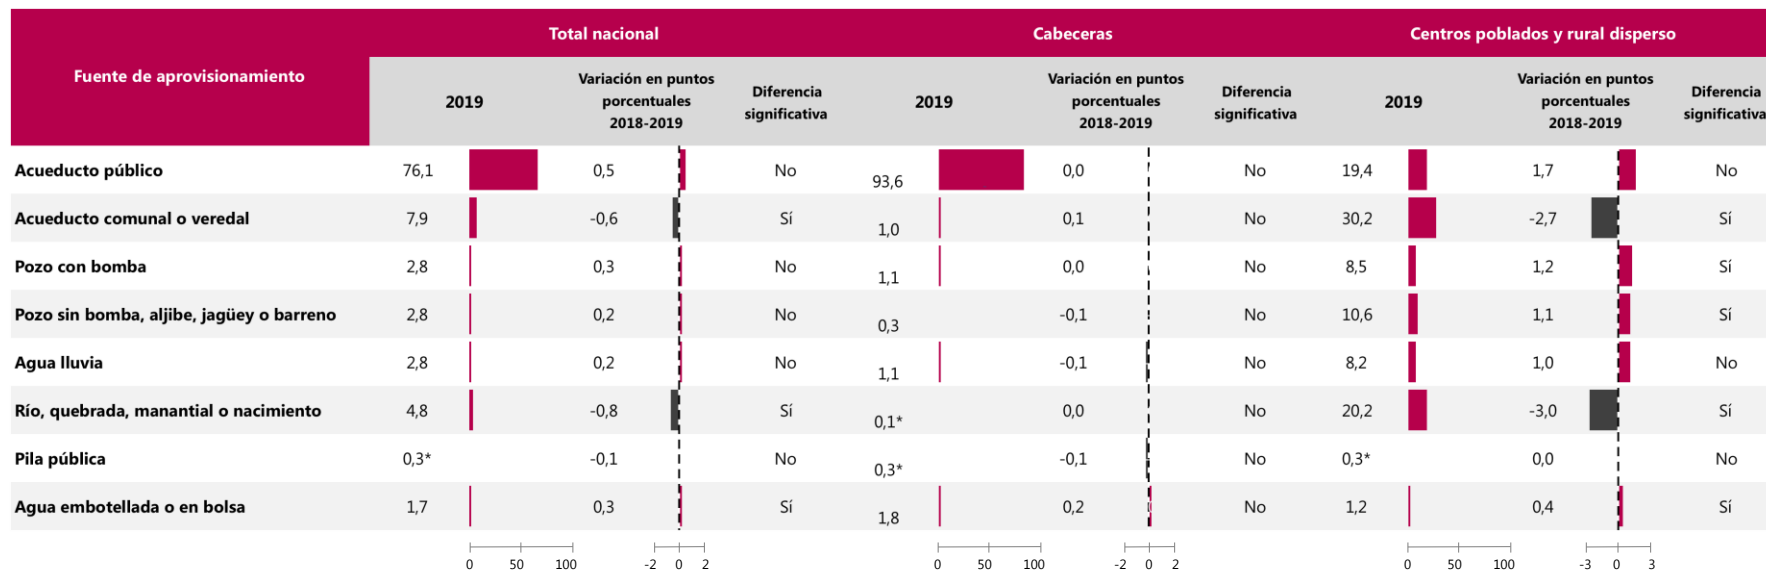 Fuente de aprovisionamiento
Total nacional
Cabeceras
Centros poblados y rural disperso
2019
Variación en puntos
porcentuales
2018-2019
Diferencia
significativa
2019
Variación en puntos
porcentuales
2018-2019
Diferencia
significativa
2019
Variación en puntos
porcentuales
2018-2019
Diferencia
significativa
Acueducto público 76,1 0,5 No 93,6 0,0 No 19,4 1,7 No
Acueducto comunal o veredal 7,9 -0,6 Sí 1,0 0,1 No 30,2 -2,7 Sí
Pozo con bomba 2,8 0,3 No 1,1 0,0 No 8,5 1,2 Sí
Pozo sin bomba, aljibe, jagüey o barreno 2,8 0,2 No 0,3 -0,1 No 10,6 1,1 Sí
Agua lluvia 2,8 0,2 No 1,1 -0,1 No 8,2 1,0 No
Río, quebrada, manantial o nacimiento 4,8 -0,8 Sí 0,1* 0,0 No 20,2 -3,0 Sí
Pila pública 0,3* -0,1 No 0,3* -0,1 No 0,3* 0,0 No
Agua embotellada o en bolsa 1,7 0,3 Sí 1,8 0,2 No 1,2 0,4 Sí
0 50 100 -2 0 2 0 50 100 -2 0 2 0 50 100 -3 0 3